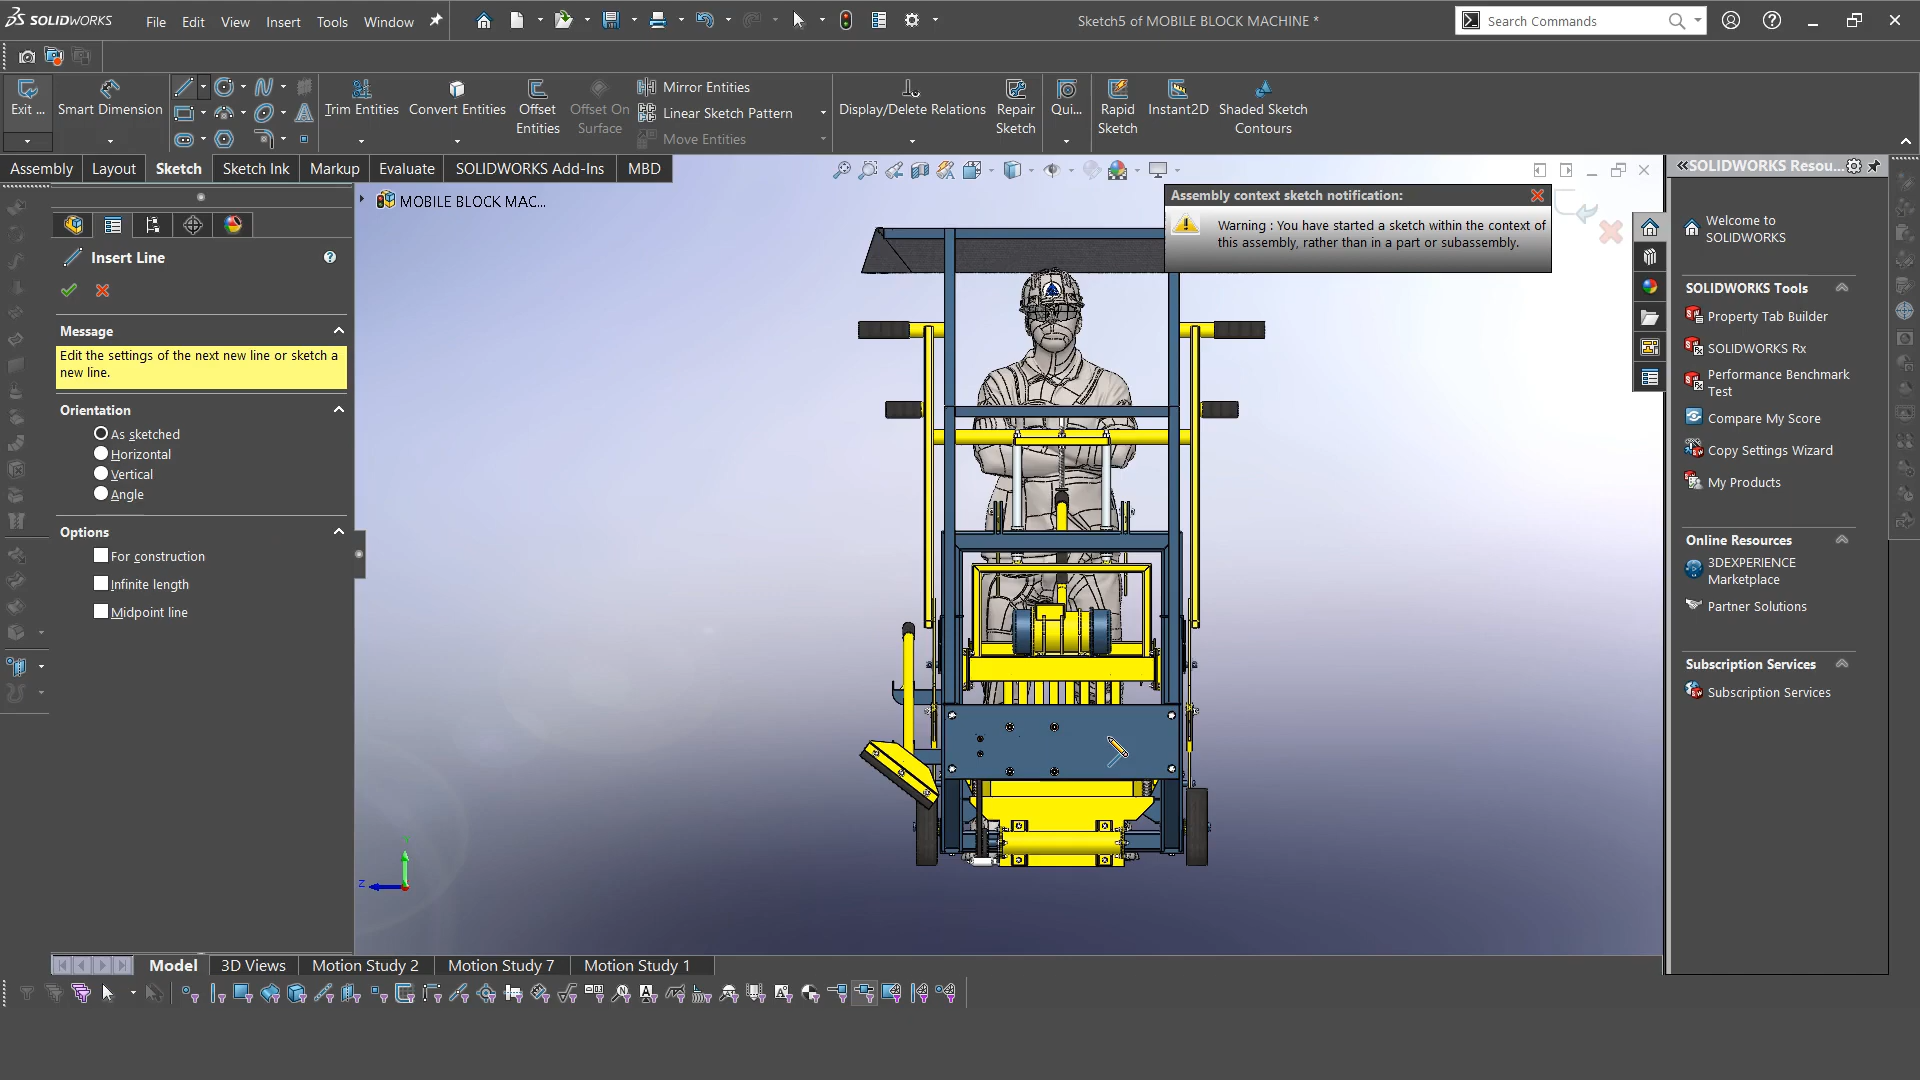 SOLIDWORKS
File
Edit
View
Insert
Tools
Window
Sketch5 of MOBILE BLOCK MACHINE *
Search Commands
Exit ...
Smart Dimension
Trim Entities
Convert Entities
Offset
Entities
Offset On
Surface
Mirror Entities
Linear Sketch Pattern
Move Entities
Display/Delete Relations
Repair
Sketch
Qui...
Rapid
Sketch
Instant2D
Shaded Sketch
Contours
Assembly
Layout
Sketch
Sketch Ink
Markup
Evaluate
SOLIDWORKS Add-Ins
MBD
SOLIDWORKS Resou...
MOBILE BLOCK MAC...
Assembly context sketch notification:
Warning : You have started a sketch within the context of
this assembly, rather than in a part or subassembly.
Insert Line
Message
Edit the settings of the next new line or sketch a
new line.
Orientation
As sketched
Horizontal
Vertical
Angle
Options
For construction
Infinite length
Midpoint line
Welcome to
SOLIDWORKS
SOLIDWORKS Tools
Property Tab Builder
SOLIDWORKS Rx
Performance Benchmark
Test
Compare My Score
Copy Settings Wizard
My Products
Online Resources
3DEXPERIENCE
Marketplace
Partner Solutions
Subscription Services
Subscription Services
Z
Model
3D Views
Motion Study 2
Motion Study 7
Motion Study 1